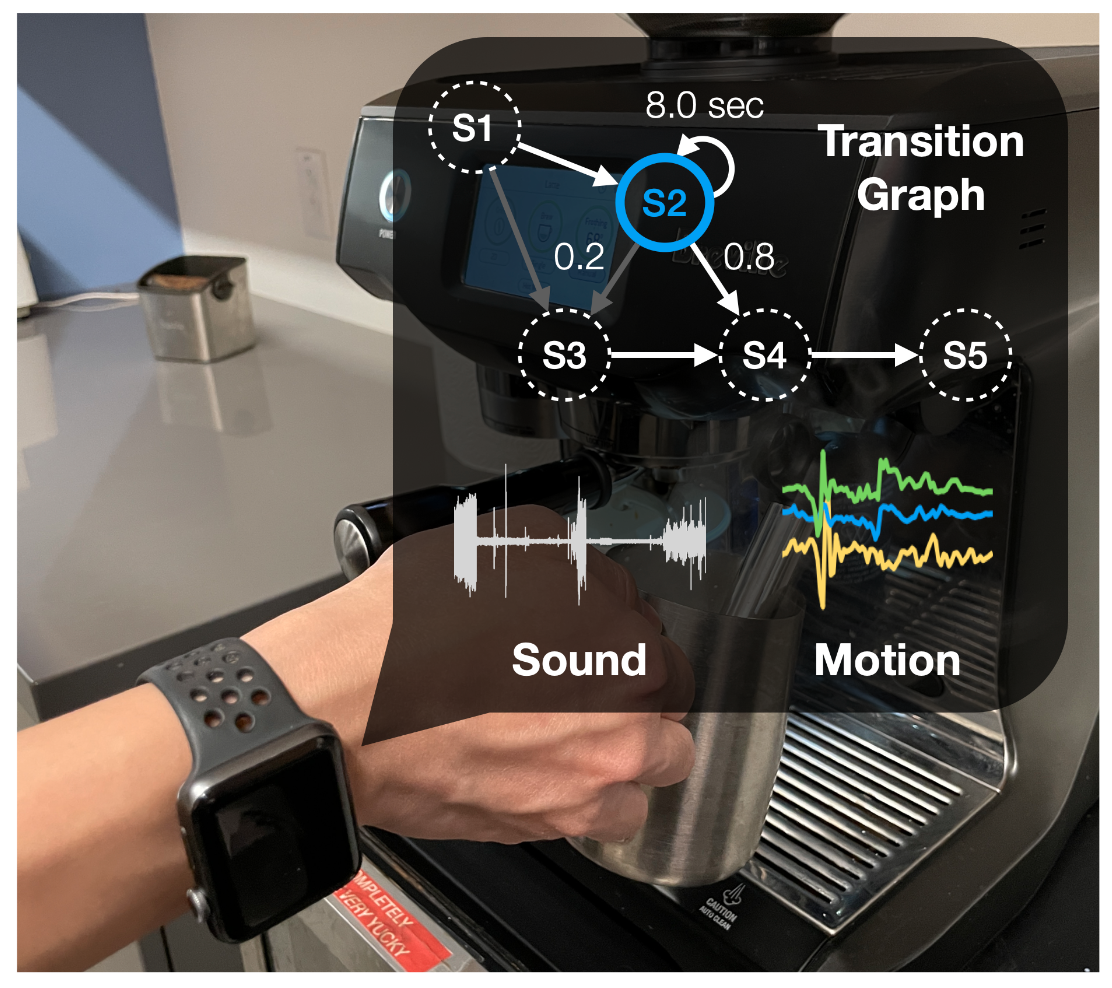 8.0 sec
S1
Transition
Graph
S2
0.2
0.8
S3
S4
S5
POWER
Sound
Motion
CAUTION
AUTO CLEAN
OMPLETELY
VERY YUCKY